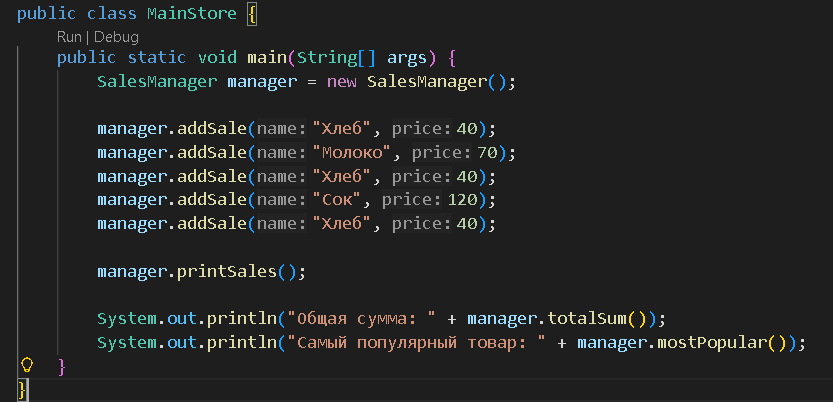 public class MainStore {
Run | Debug
public static void main(String[] args) {
SalesManager manager = new SalesManager();
manager.addSale(name: "Хлеб", price: 40);
manager.addSale(name: "Молоко", price: 70);
manager.addSale(name: "Хлеб", price: 40);
manager.addSale(name: "Сок", price: 120);
manager.addSale(name: "Хлеб", price: 40);
manager.printSales();
System.out.println("Общая сумма: " + manager.totalSum());
System.out.println("Самый популярный товар: " + manager.mostPopular());
}
}